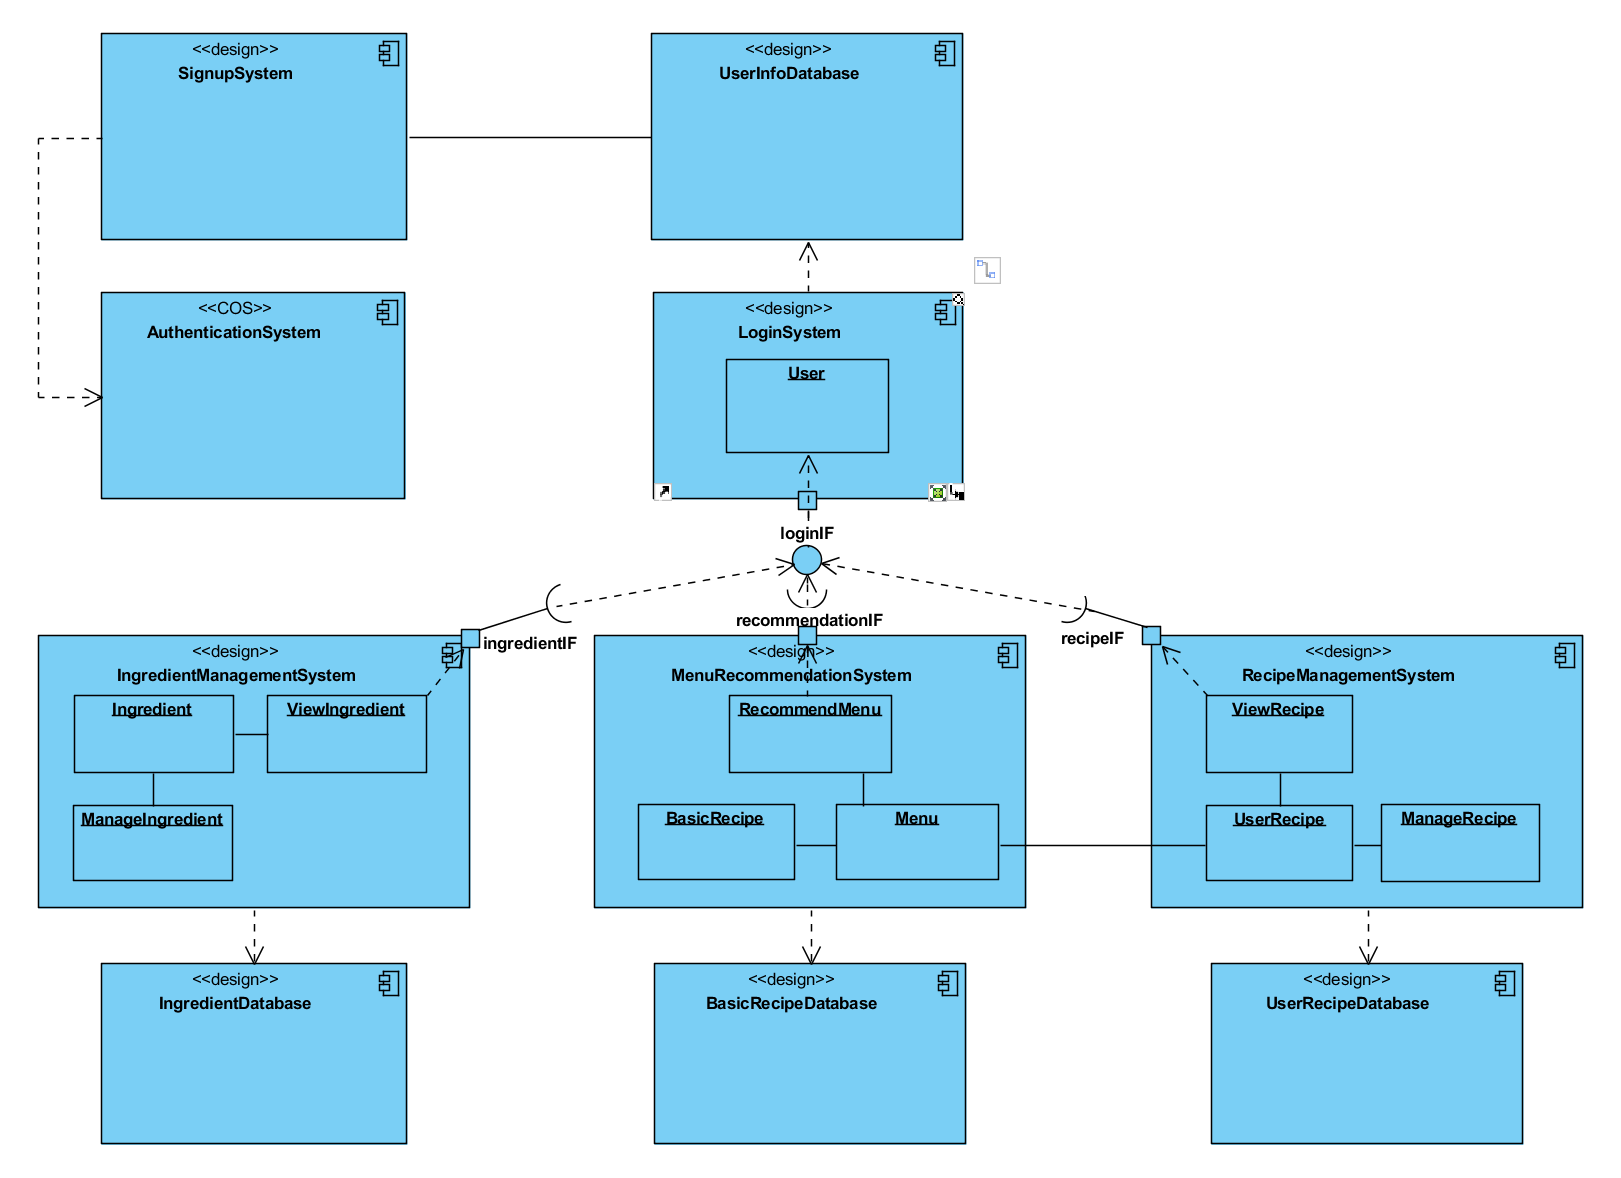 <<design>>
SignupSystem
<<design>>
UserInfoDatabase
<<COS>>
AuthenticationSystem
<<design>>
LoginSystem
User
loginIF
ingredientIF
recommendationIF
recipeIF
<<design>>
IngredientManagementSystem
Ingredient
ViewIngredient
ManageIngredient
<<design>>
MenuRecommendationSystem
RecommendMenu
BasicRecipe
Menu
<<design>>
RecipeManagementSystem
ViewRecipe
UserRecipe
ManageRecipe
<<design>>
IngredientDatabase
<<design>>
BasicRecipeDatabase
<<design>>
UserRecipeDatabase